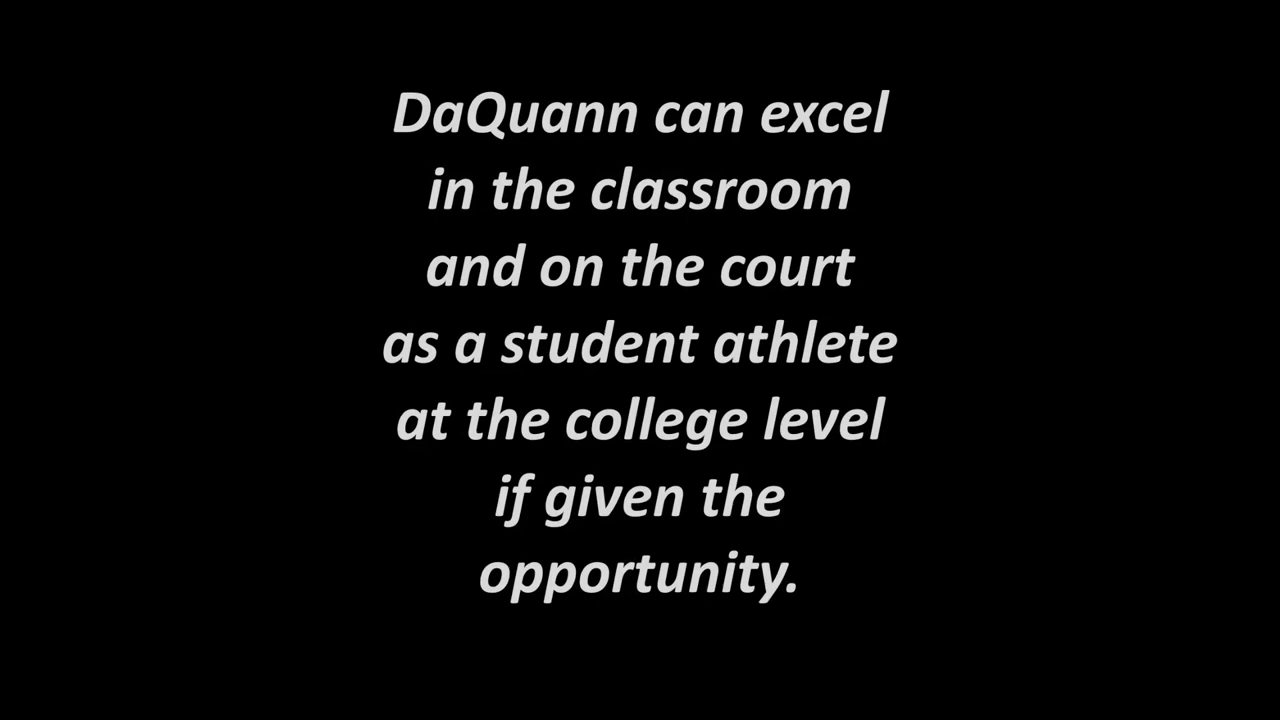 DaQuann can excel
in the classroom
and on the court
as a student athlete
at the college level
if given the
opportunity.